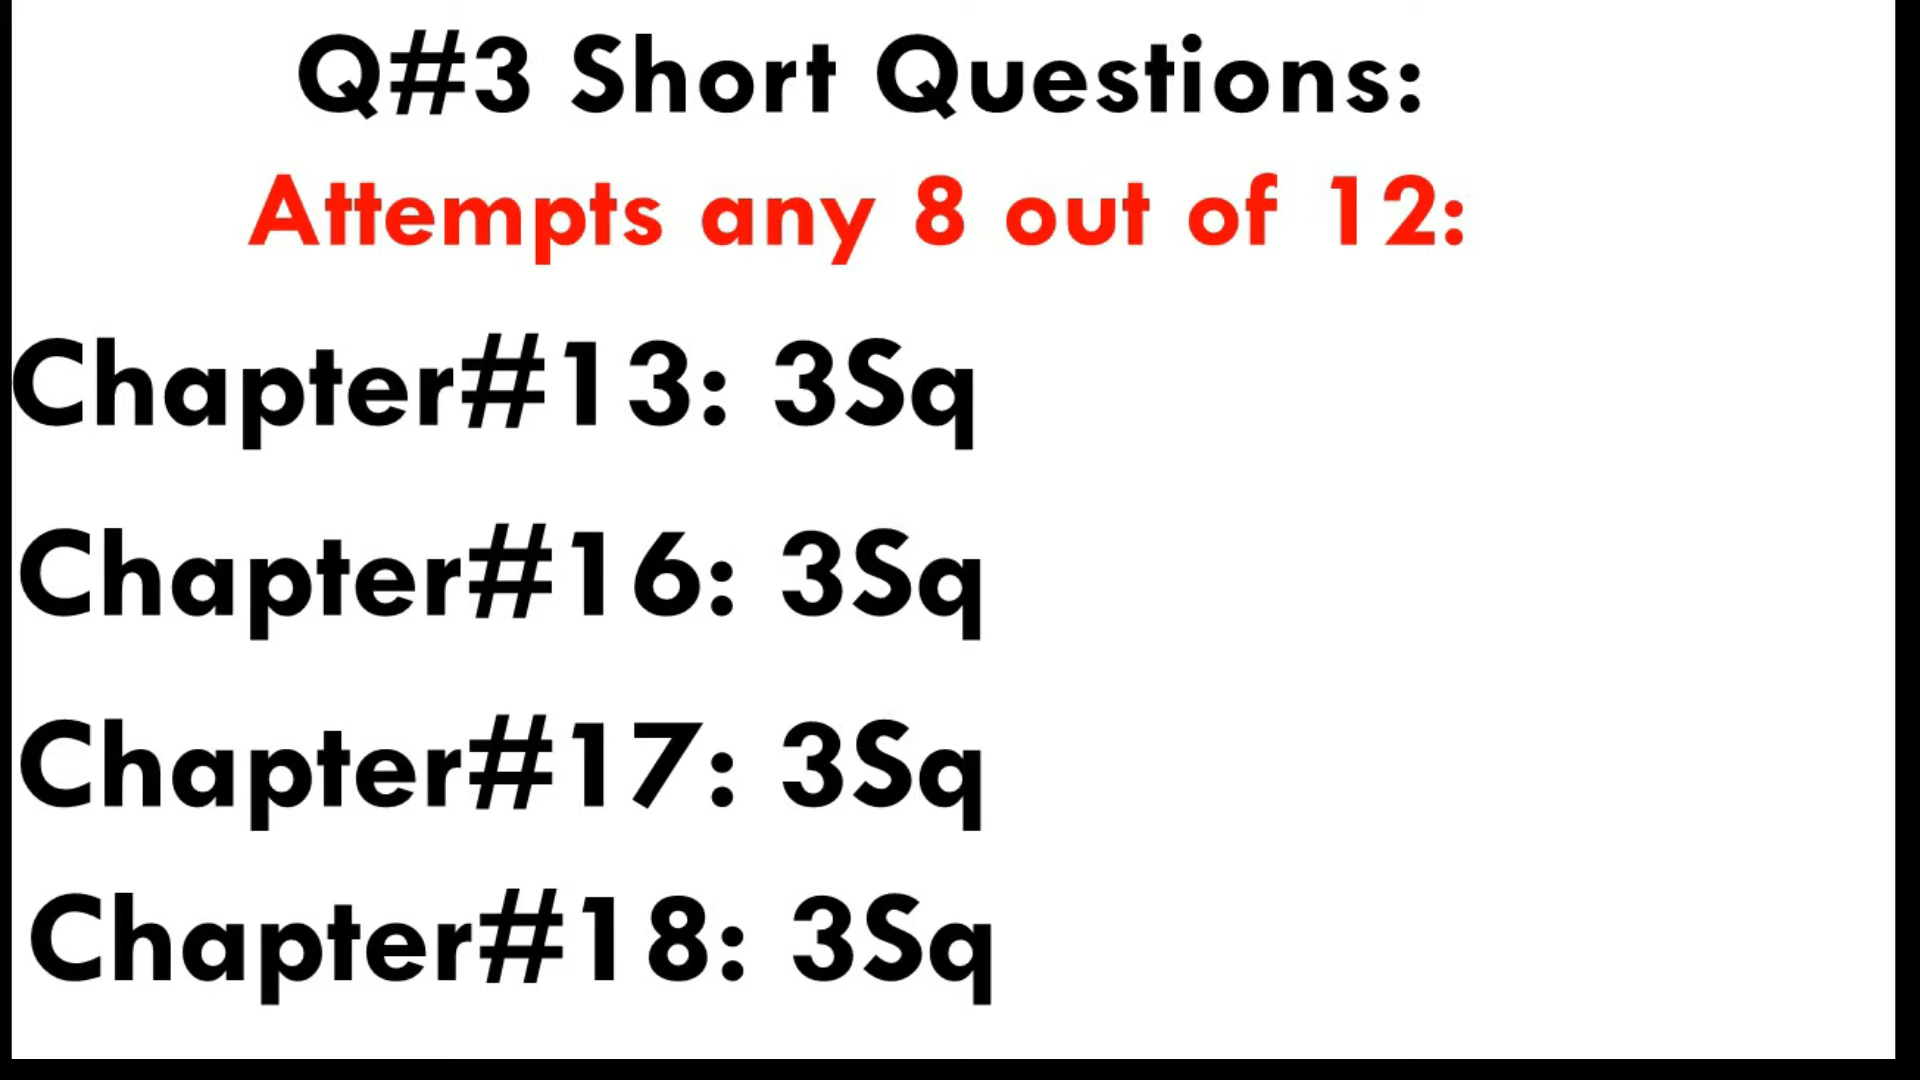 Q#3 Short Questions:
Attempts any 8 out of 12:
Chapter#13: 3Sq
Chapter#16: 3Sq
Chapter#17: 3Sq
Chapter#18: 3Sq